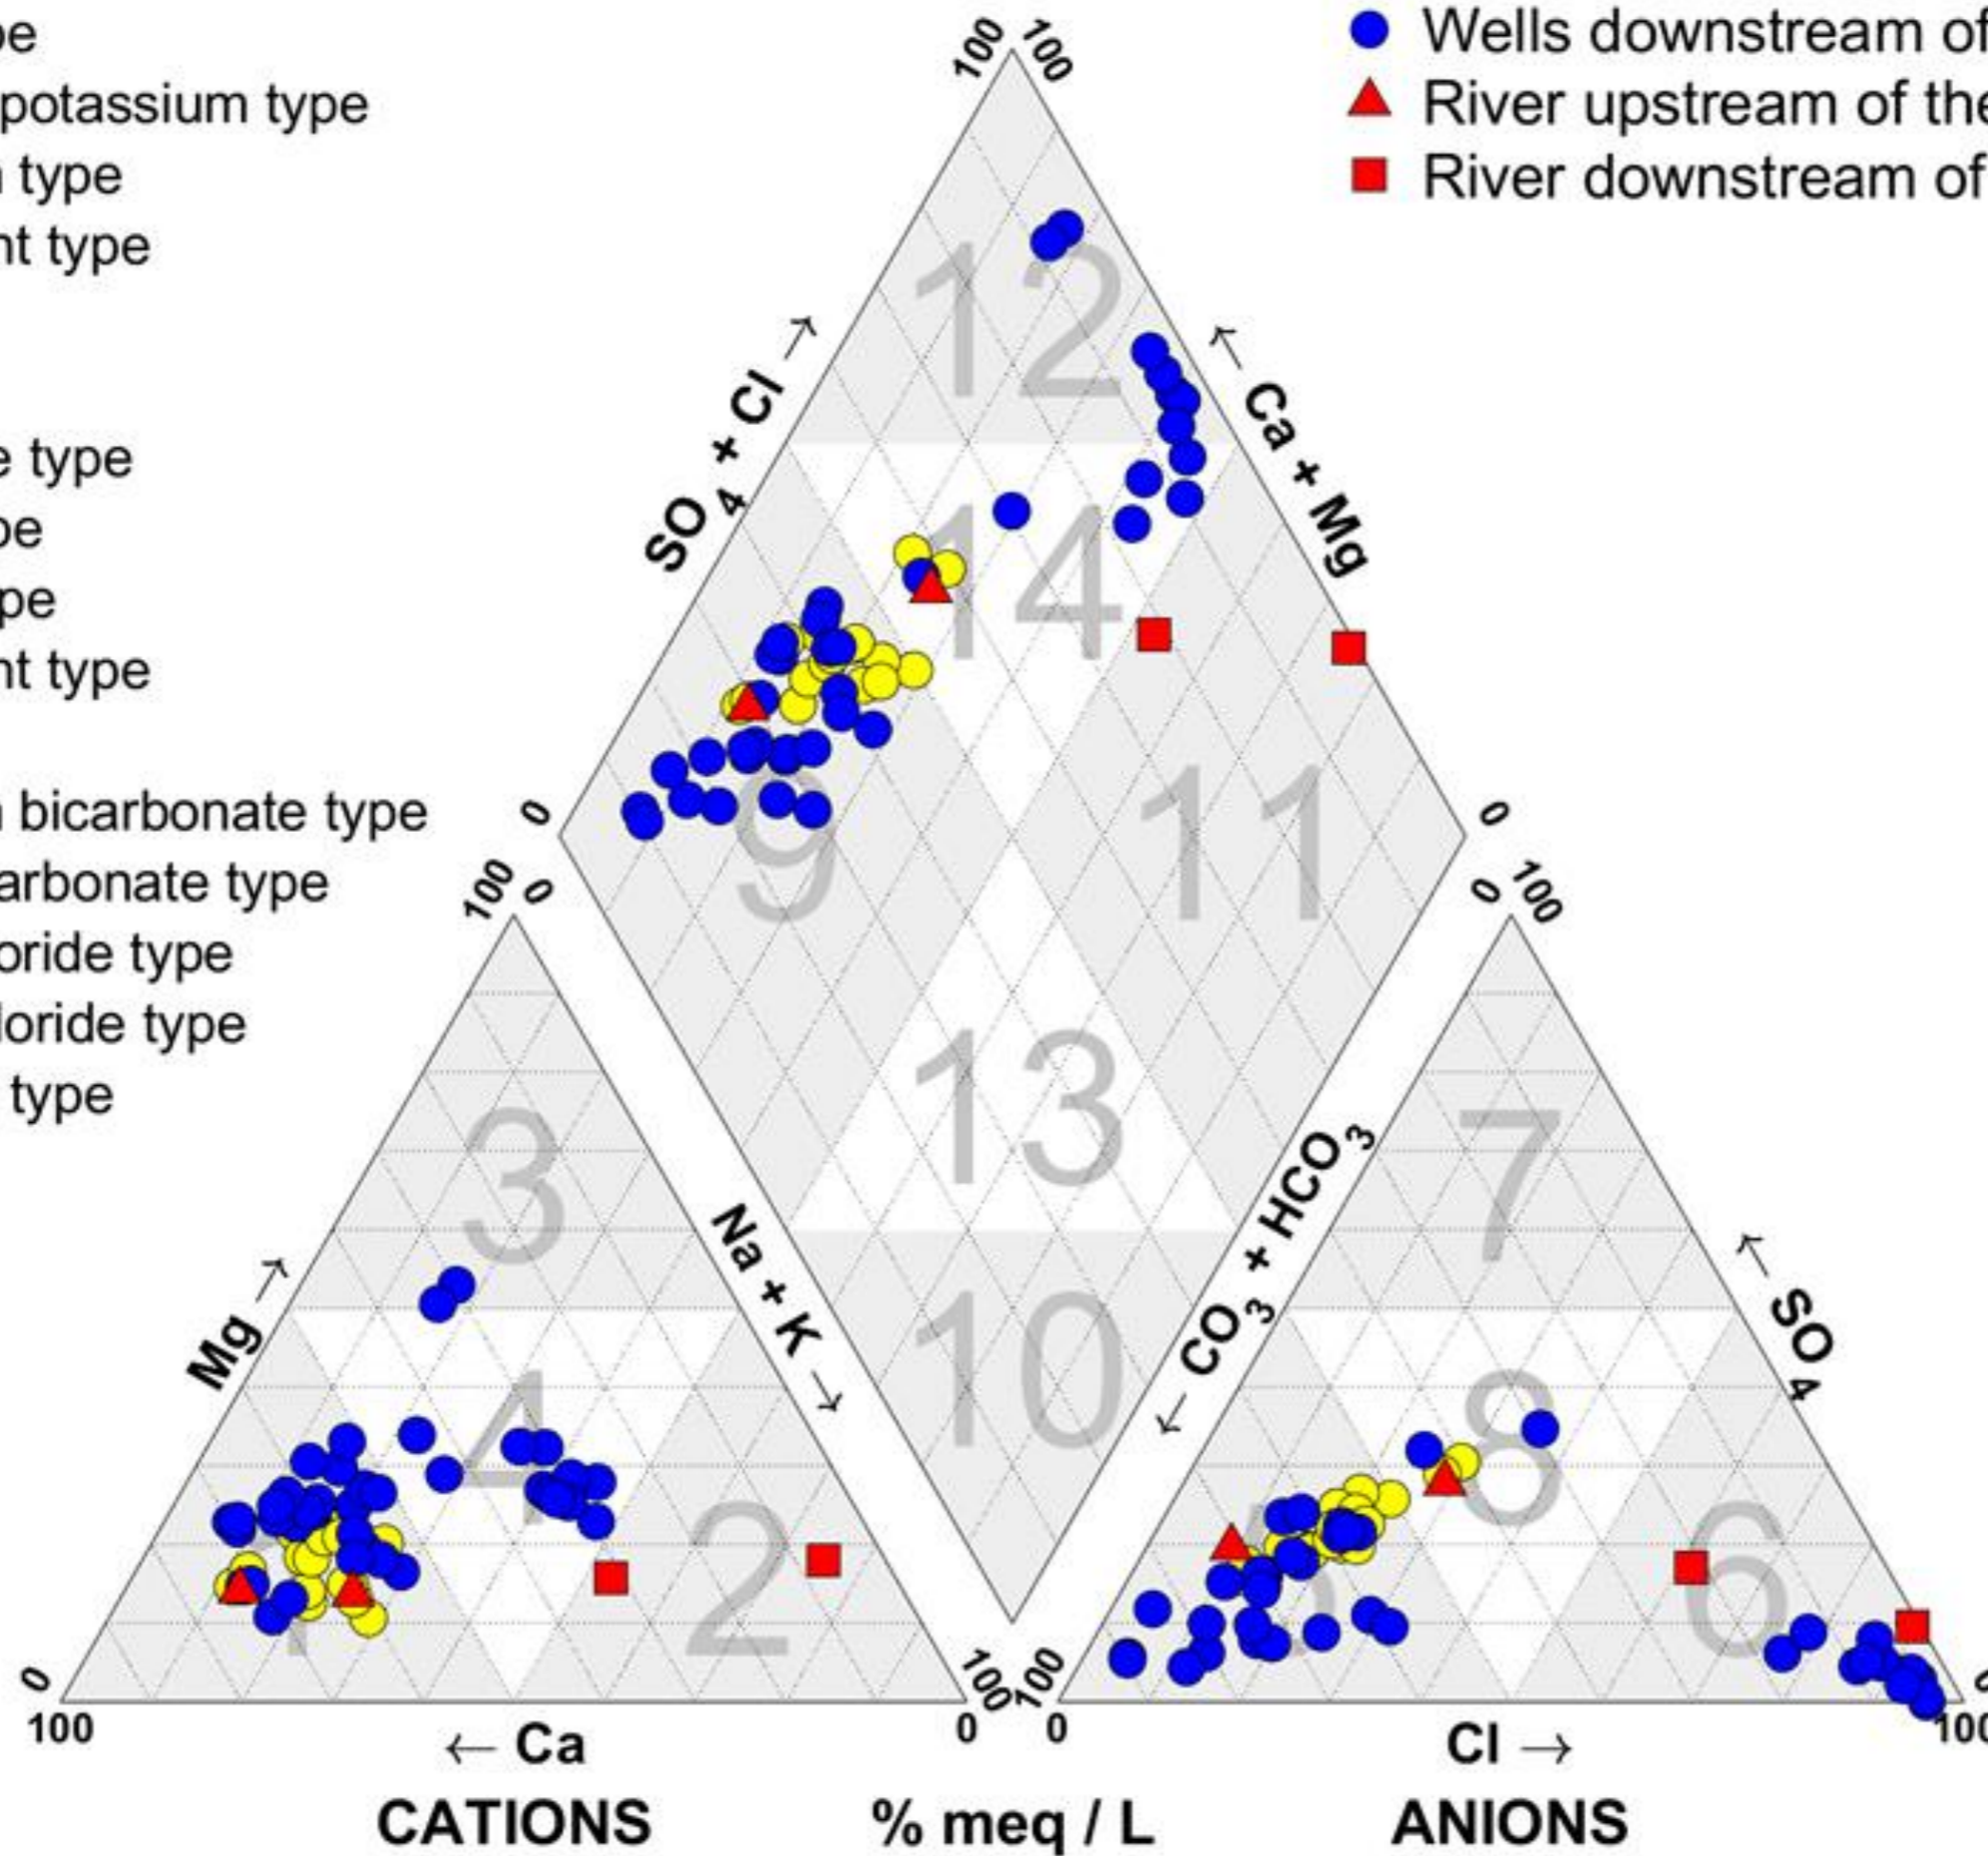 pe
potassium type
type
nt type
e type
pe
pe
nt type
bicarbonate type
arbonate type
oride type
loride type
type
Wells downstream of
River upstream of the
River downstream of
100 100
SO4 + Cl →
← Ca + Mg
12
14
9
11
13
10
0
0
100 0
0 100
Mg →
Na + K →
← CO3 + HCO3
← SO4
3
4
2
1
7
8
5
6
0
100
100
100 ← Ca 0
0 Cl → 100
CATIONS % meq / L ANIONS